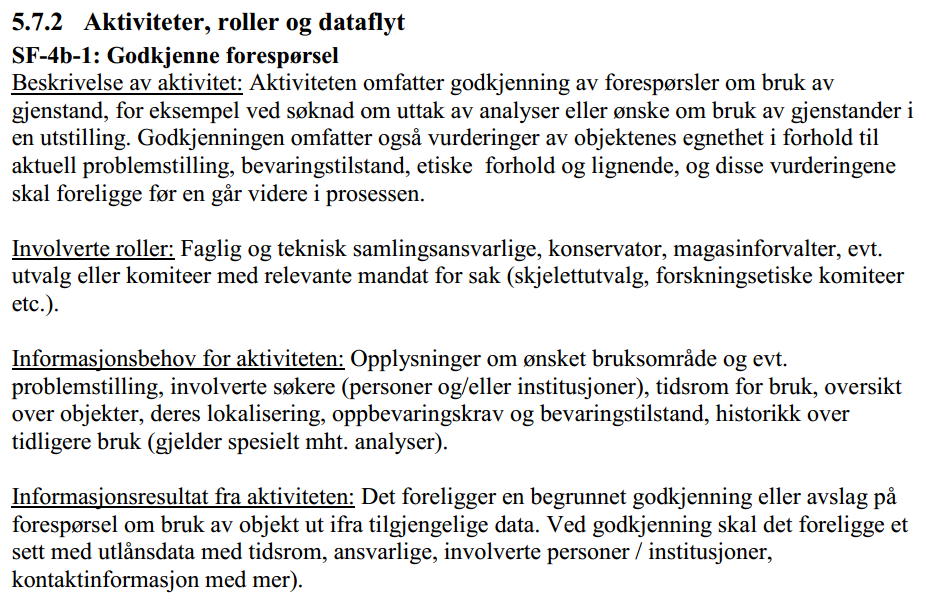 5.7.2 Aktiviteter, roller og dataflyt
SF-4b-1: Godkjenne forespørsel
Beskrivelse av aktivitet: Aktiviteten omfatter godkjenning av forespørsler om bruk av
gjenstand, for eksempel ved søknad om uttak av analyser eller ønske om bruk av gjenstander i
en utstilling. Godkjenningen omfatter også vurderinger av objektenes egnethet i forhold til
aktuell problemstilling, bevaringstilstand, etiske forhold og lignende, og disse vurderingene
skal foreligge før en går videre i prosessen.
Involverte roller: Faglig og teknisk samlingsansvarlige, konservator, magasinforvalter, evt.
utvalg eller komiteer med relevante mandat for sak (skjelettutvalg, forskningsetiske komiteer
etc.).
Informasjonsbehov for aktiviteten: Opplysninger om ønsket bruksområde og evt.
problemstilling, involverte søkere (personer og/eller institusjoner), tidsrom for bruk, oversikt
over objekter, deres lokalisering, oppbevaringskrav og bevaringstilstand, historikk over
tidligere bruk (gjelder spesielt mht. analyser).
Informasjonsresultat fra aktiviteten: Det foreligger en begrunnet godkjenning eller avslag på
forespørsel om bruk av objekt ut ifra tilgjengelige data. Ved godkjenning skal det foreligge et
sett med utlånsdata med tidsrom, ansvarlige, involverte personer / institusjoner,
kontaktinformasjon med mer).